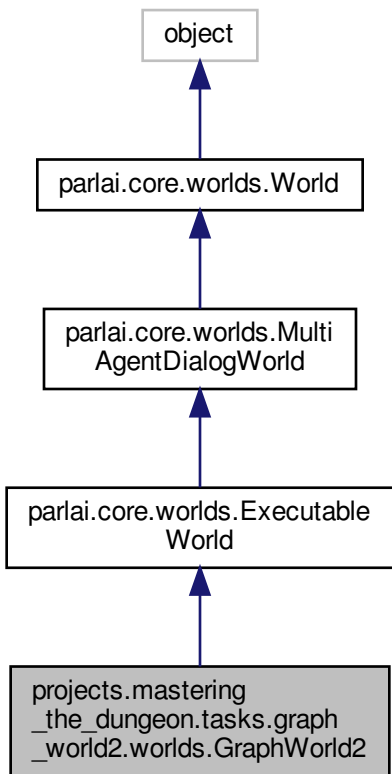 object
parlai.core.worlds.World
parlai.core.worlds.Multi
AgentDialogWorld
parlai.core.worlds.Executable
World
projects.mastering
_the_dungeon.tasks.graph
_world2.worlds.GraphWorld2